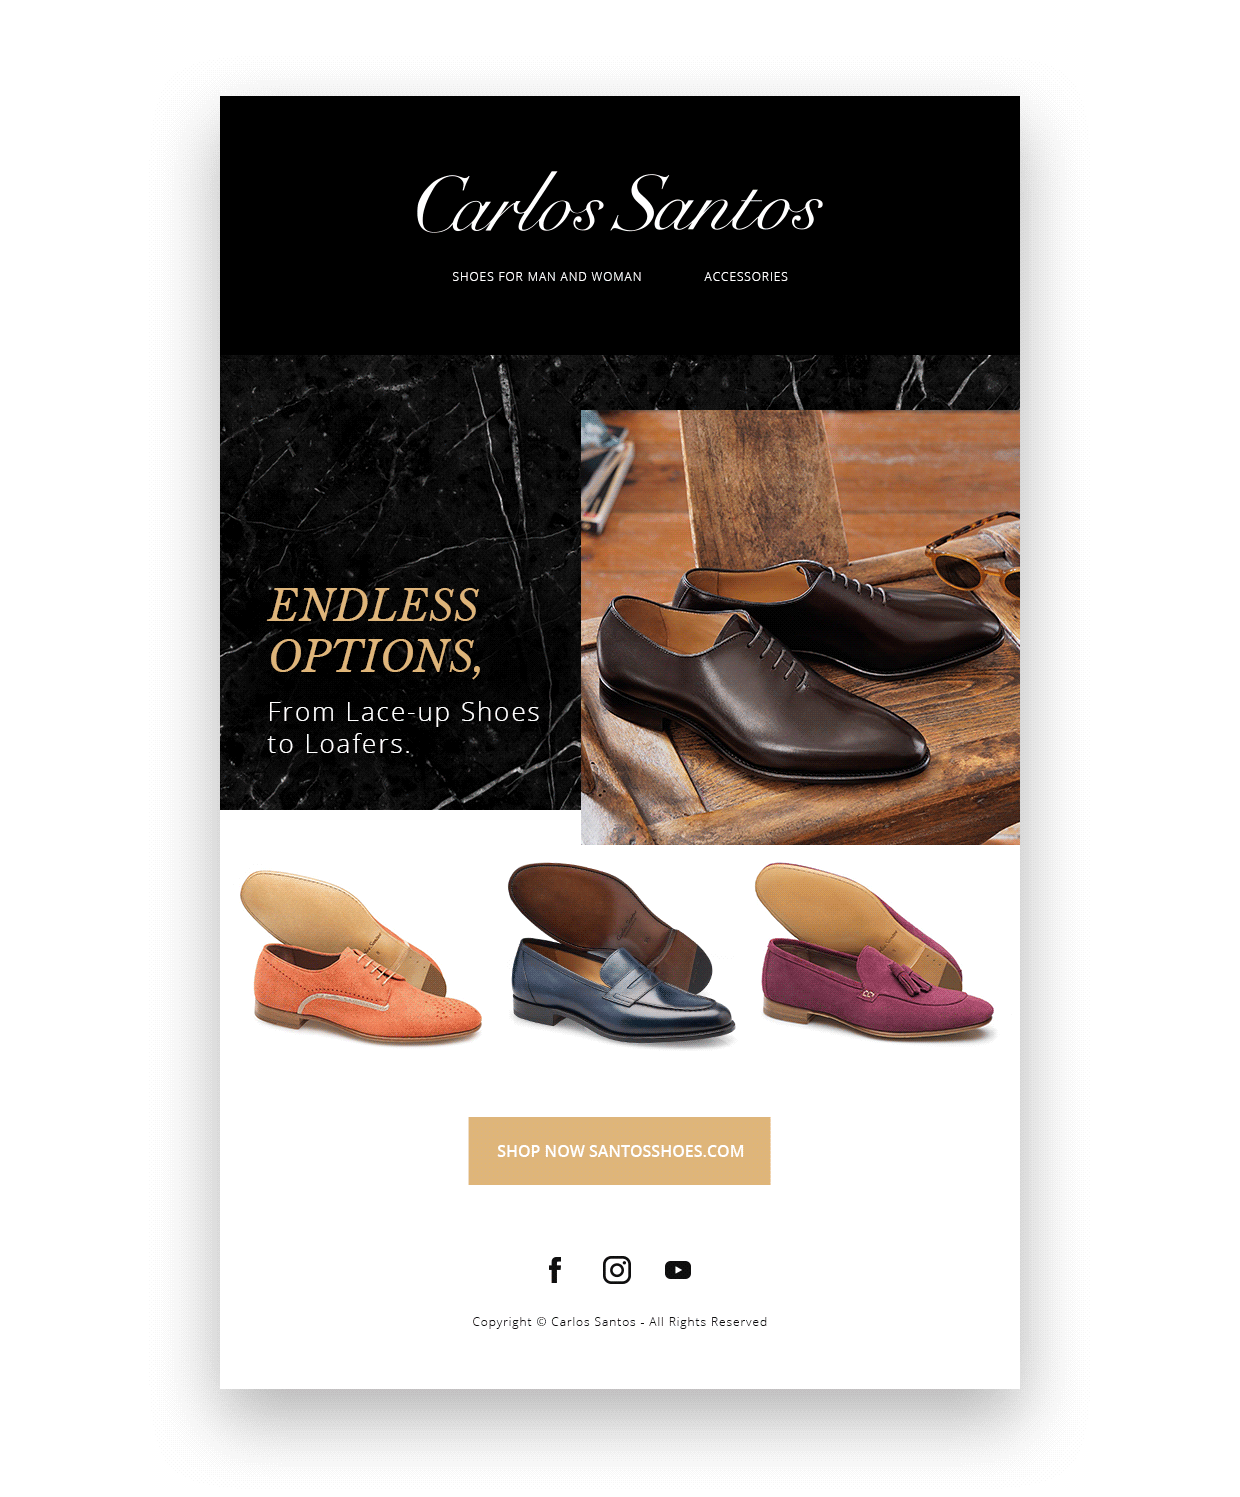 Carlos Santos
SHOES FOR MAN AND WOMAN ACCESSORIES
ENDLESS
OPTIONS,
From Lace-up Shoes
to Loafers.
SHOP NOW SANTOSSHOES.COM
Copyright © Carlos Santos - All Rights Reserved